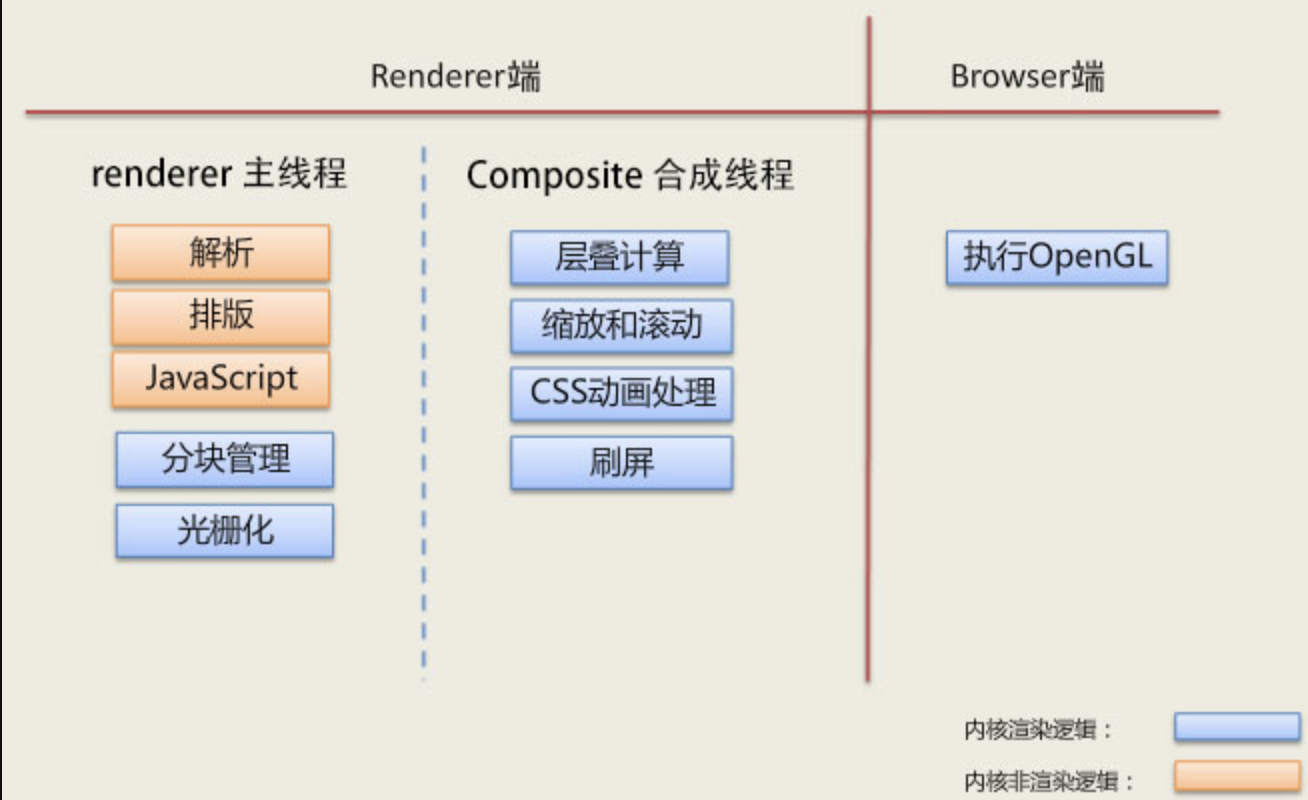 Renderer端
Browser端
renderer 主线程
Composite 合成线程
解析
排版
JavaScript
分块管理
光栅化
层叠计算
缩放和滚动
CSS动画处理
刷屏
执行OpenGL
内核渲染逻辑：
内核非渲染逻辑：